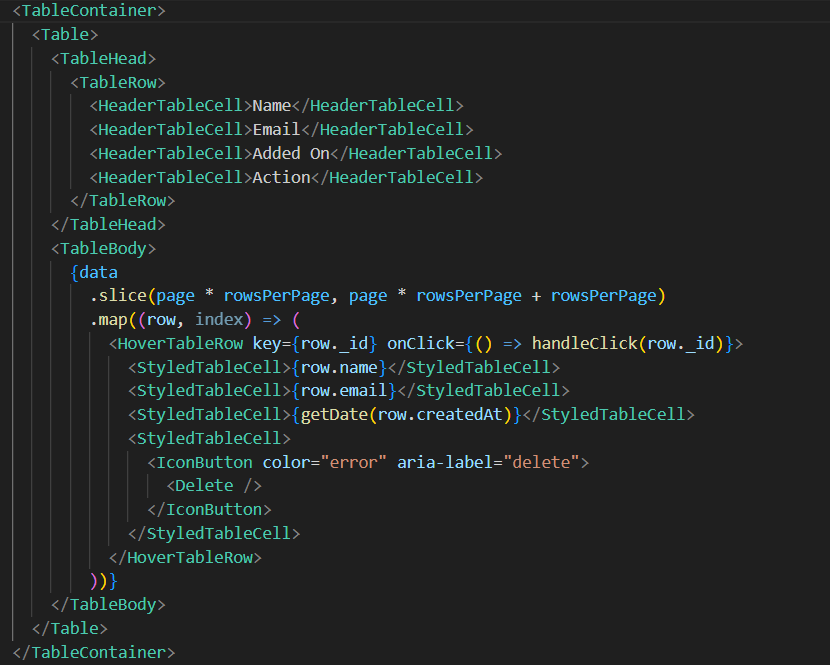 <TableContainer>
  <Table>
    <TableHead>
      <TableRow>
        <HeaderTableCell>Name</HeaderTableCell>
        <HeaderTableCell>Email</HeaderTableCell>
        <HeaderTableCell>Added On</HeaderTableCell>
        <HeaderTableCell>Action</HeaderTableCell>
      </TableRow>
    </TableHead>
    <TableBody>
      {data
        .slice(page * rowsPerPage, page * rowsPerPage + rowsPerPage)
        .map((row, index) => (
          <HoverTableRow key={row._id} onClick={() => handleClick(row._id)}>
            <StyledTableCell>{row.name}</StyledTableCell>
            <StyledTableCell>{row.email}</StyledTableCell>
            <StyledTableCell>{getDate(row.createdAt)}</StyledTableCell>
            <StyledTableCell>
              <IconButton color="error" aria-label="delete">
                <Delete />
              </IconButton>
            </StyledTableCell>
          </HoverTableRow>
        ))}
    </TableBody>
  </Table>
</TableContainer>